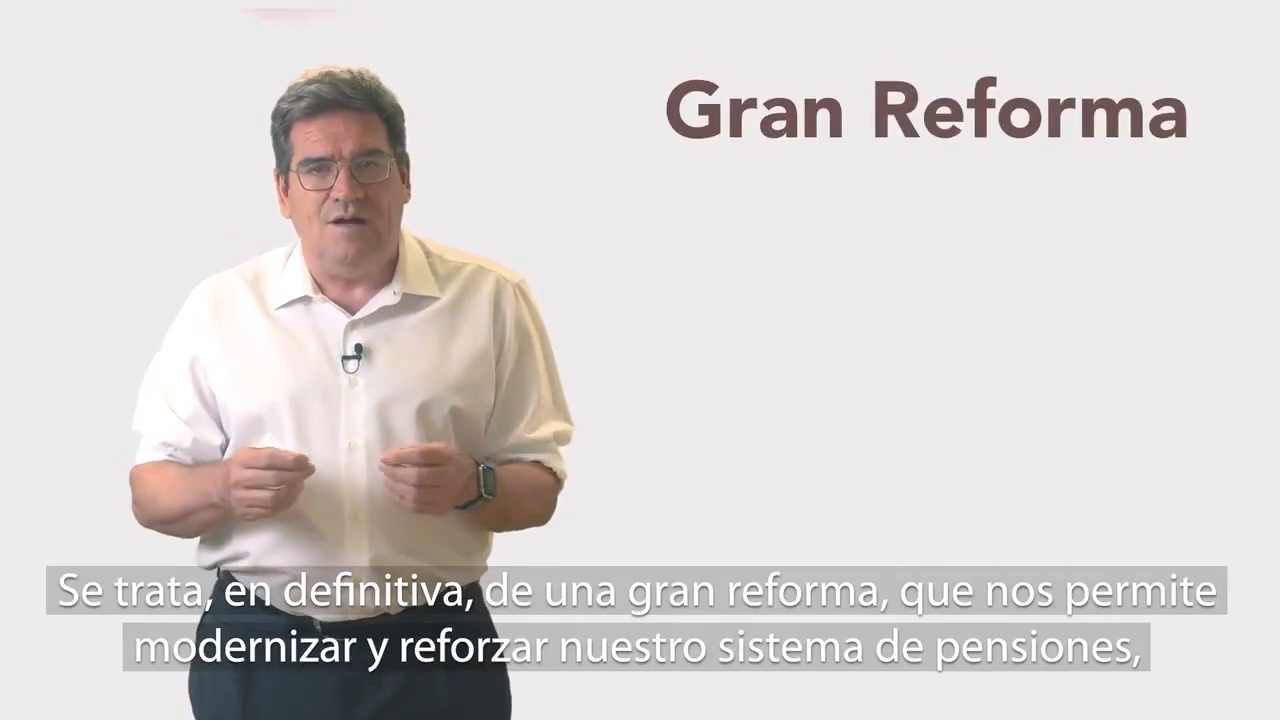 Gran Reforma
Se trata, en definitiva, de una gran reforma, que nos permite
modernizar y reforzar nuestro sistema de pensiones,